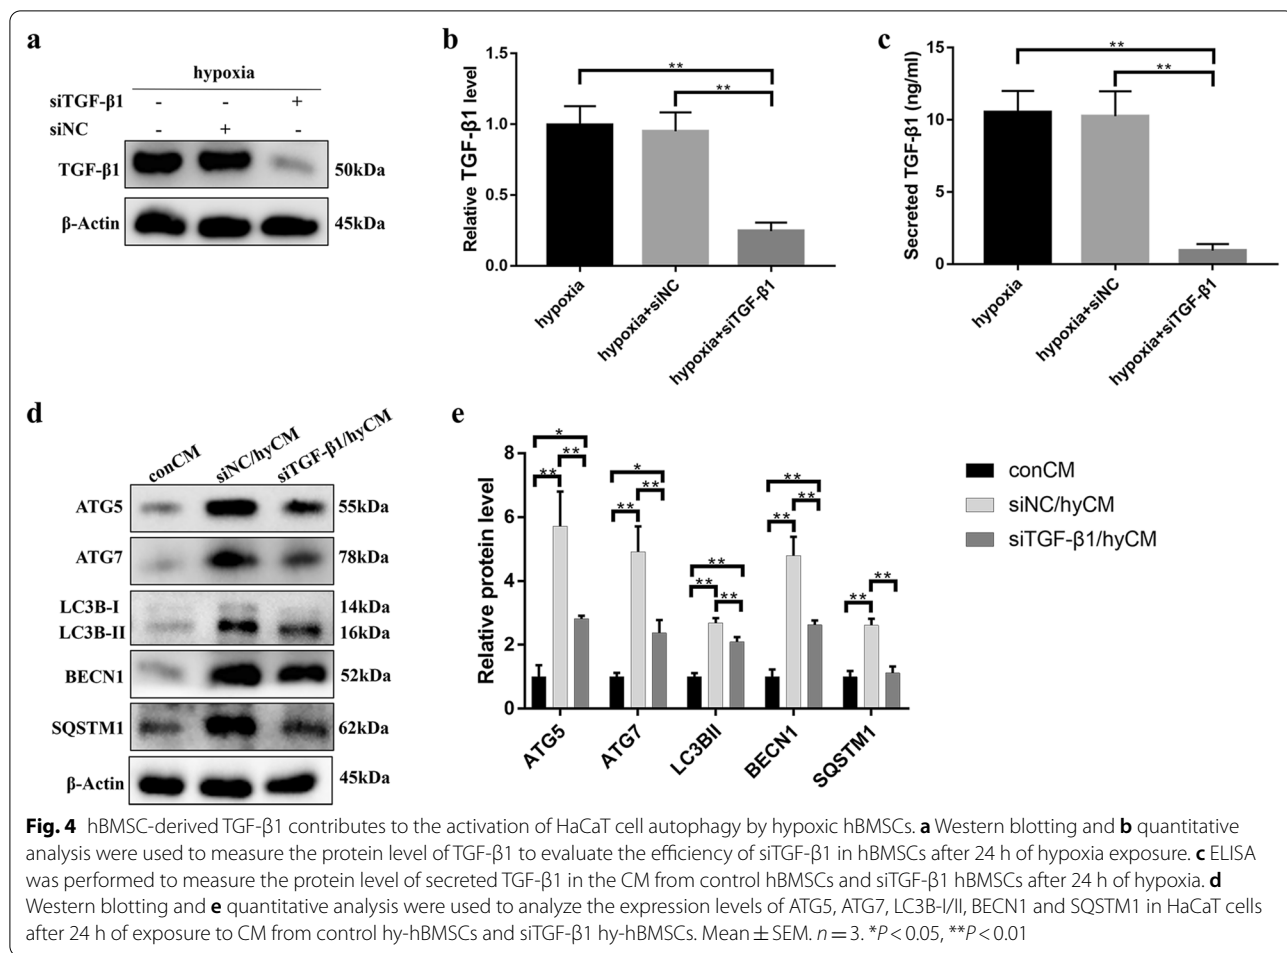 a
hypoxia
siTGF-β1 - - +
siNC - + -
TGF-β1 50kDa
β-Actin 45kDa
b
Relative TGF-β1 level
1.5
1.0
0.5
0.0
**
**
hypoxia
hypoxia+siNC
hypoxia+siTGF-β1
c
Secreted TGF-β1 (ng/ml)
15
10
5
0
**
**
hypoxia
hypoxia+siNC
hypoxia+siTGF-β1
d
conCM siNC/hyCM siTGF-β1/hyCM
ATG5 55kDa
ATG7 78kDa
LC3B-I 14kDa
LC3B-II 16kDa
BECN1 52kDa
SQSTM1 62kDa
β-Actin 45kDa
e
Relative protein level
8
6
4
2
0
*
**
**
*
**
**
**
**
**
**
**
**
**
**
ATG5
ATG7
LC3BII
BECN1
SQSTM1
conCM
siNC/hyCM
siTGF-β1/hyCM
Fig. 4 hBMSC-derived TGF-β1 contributes to the activation of HaCaT cell autophagy by hypoxic hBMSCs. a Western blotting and b quantitative
analysis were used to measure the protein level of TGF-β1 to evaluate the efficiency of siTGF-β1 in hBMSCs after 24 h of hypoxia exposure. c ELISA
was performed to measure the protein level of secreted TGF-β1 in the CM from control hBMSCs and siTGF-β1 hBMSCs after 24 h of hypoxia. d
Western blotting and e quantitative analysis were used to analyze the expression levels of ATG5, ATG7, LC3B-I/II, BECN1 and SQSTM1 in HaCaT cells
after 24 h of exposure to CM from control hy-hBMSCs and siTGF-β1 hy-hBMSCs. Mean ± SEM. n = 3. *P < 0.05, **P < 0.01